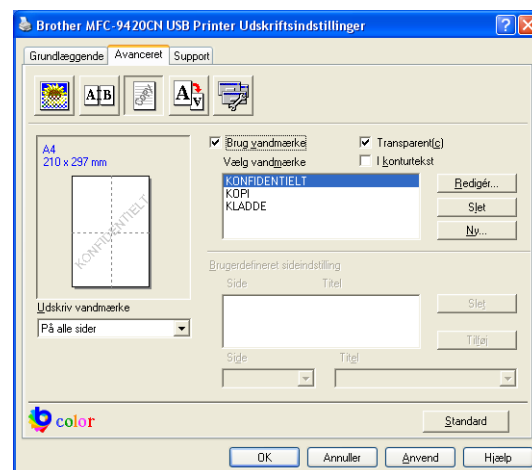 Brother MFC-9420CN USB Printer Udskriftsindstillinger
Grundlæggende Avanceret Support
A4
210 x 297 mm
KONFIDENTIELT
Udskriv vandmærke
På alle sider
Brug vandmærke
Transparent(c)
Vælg vandmærke
I konturtekst
KONFIDENTIELT
KOPI
KLADDE
Redigér...
Slet
Ny...
Brugerdefineret sideindstilling
Side Titel
Slet
Tilføj
Side Titel
color
Standard
OK Annuller Anvend Hjælp